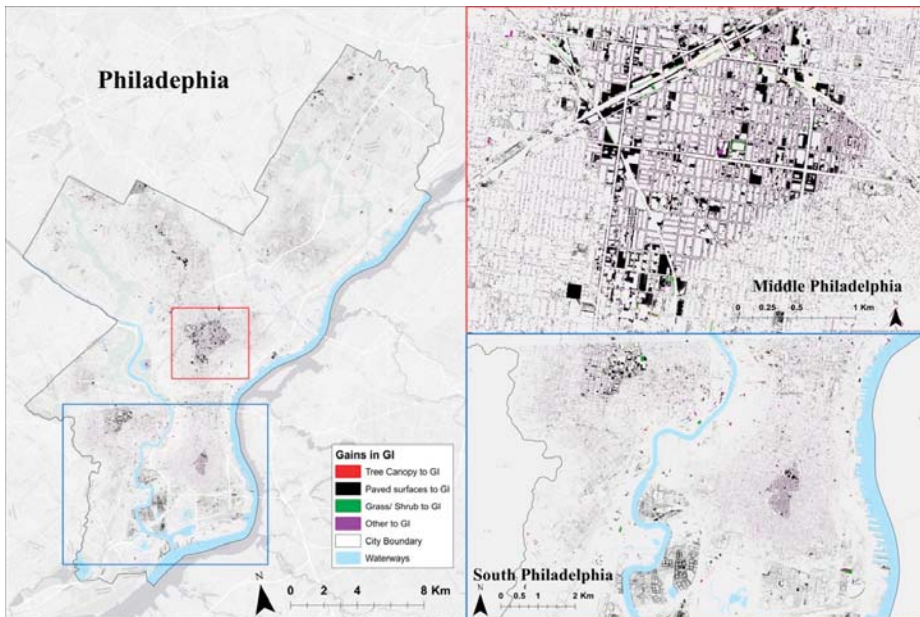 Philadephia
Gains in GI
Tree Canopy to GI
Paved surfaces to GI
Grass/ Shrub to GI
Other to GI
City Boundary
Waterways
N
0 2 4 8 Km
Middle Philadelphia
0 0.25 0.5 1 Km
N
South Philadelphia
0 0.5 1 2 Km
N